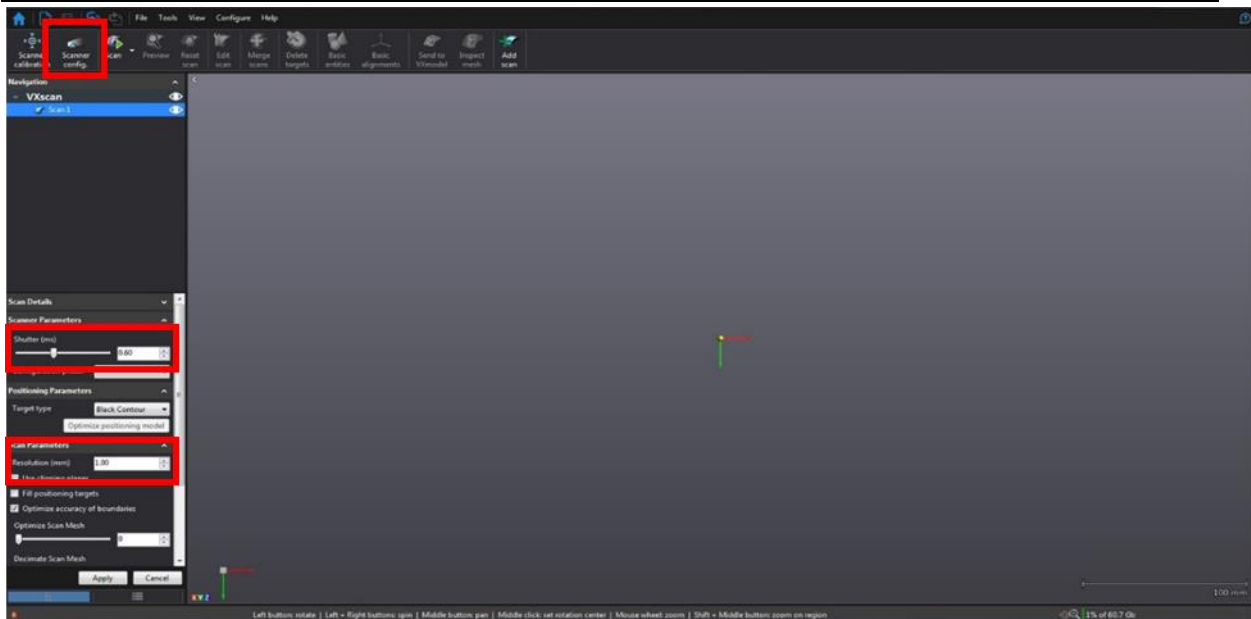 File Tools View Configure Help
Scanner calibration
Scanner config.
Scan
Preview
Reset scan
Edit scan
Merge scans
Delete targets
Basic entities
Basic alignments
Send to VXmodel
Inspect mesh
Add scan
Navigation
VXscan
Scan 1
Scan Details
Scanner Parameters
Shutter (ms)
0.60
Positioning Parameters
Target type Black Contour
Optimize positioning model
Scan Parameters
Resolution (mm) 1.00
Use clipping planes
Fill positioning targets
Optimize accuracy of boundaries
Optimize Scan Mesh
0
Decimate Scan Mesh
Apply Cancel
X Y Z
100 mm
Left button: rotate | Left + Right buttons: spin | Middle button: pan | Middle click: set rotation center | Mouse wheel: zoom | Shift + Middle button: zoom on region
1% of 60.7 Gb